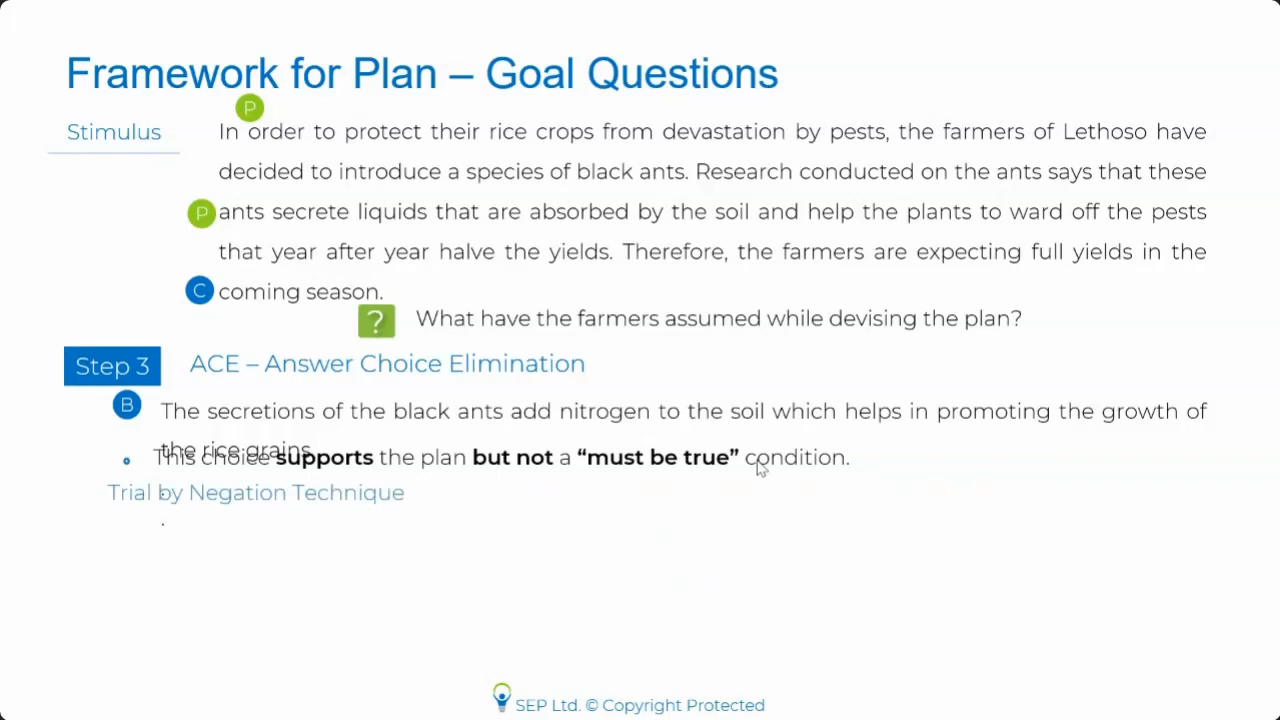 Framework for Plan – Goal Questions
P
Stimulus
In order to protect their rice crops from devastation by pests, the farmers of Lethoso have
decided to introduce a species of black ants. Research conducted on the ants says that these
P
ants secrete liquids that are absorbed by the soil and help the plants to ward off the pests
that year after year halve the yields. Therefore, the farmers are expecting full yields in the
C
coming season.
?
What have the farmers assumed while devising the plan?
Step 3
ACE – Answer Choice Elimination
B
The secretions of the black ants add nitrogen to the soil which helps in promoting the growth of
the rice grains
This choice supports the plan but not a “must be true” condition.
Trial by Negation Technique
.
SEP Ltd. © Copyright Protected